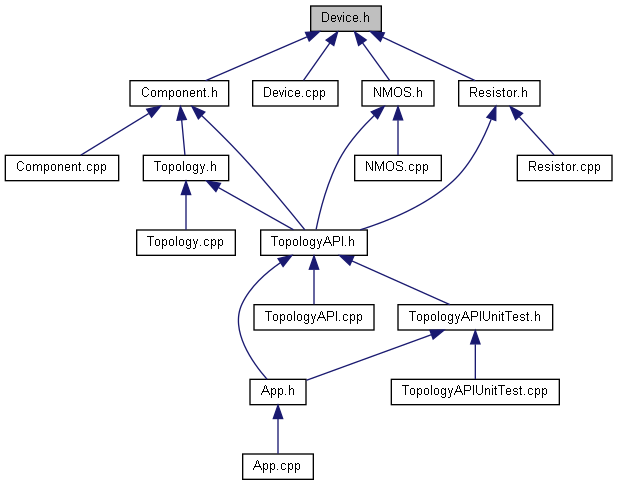 Device.h
Component.h
Device.cpp
NMOS.h
Resistor.h
Component.cpp
Topology.h
NMOS.cpp
Resistor.cpp
Topology.cpp
TopologyAPI.h
TopologyAPI.cpp
TopologyAPIUnitTest.h
App.h
TopologyAPIUnitTest.cpp
App.cpp